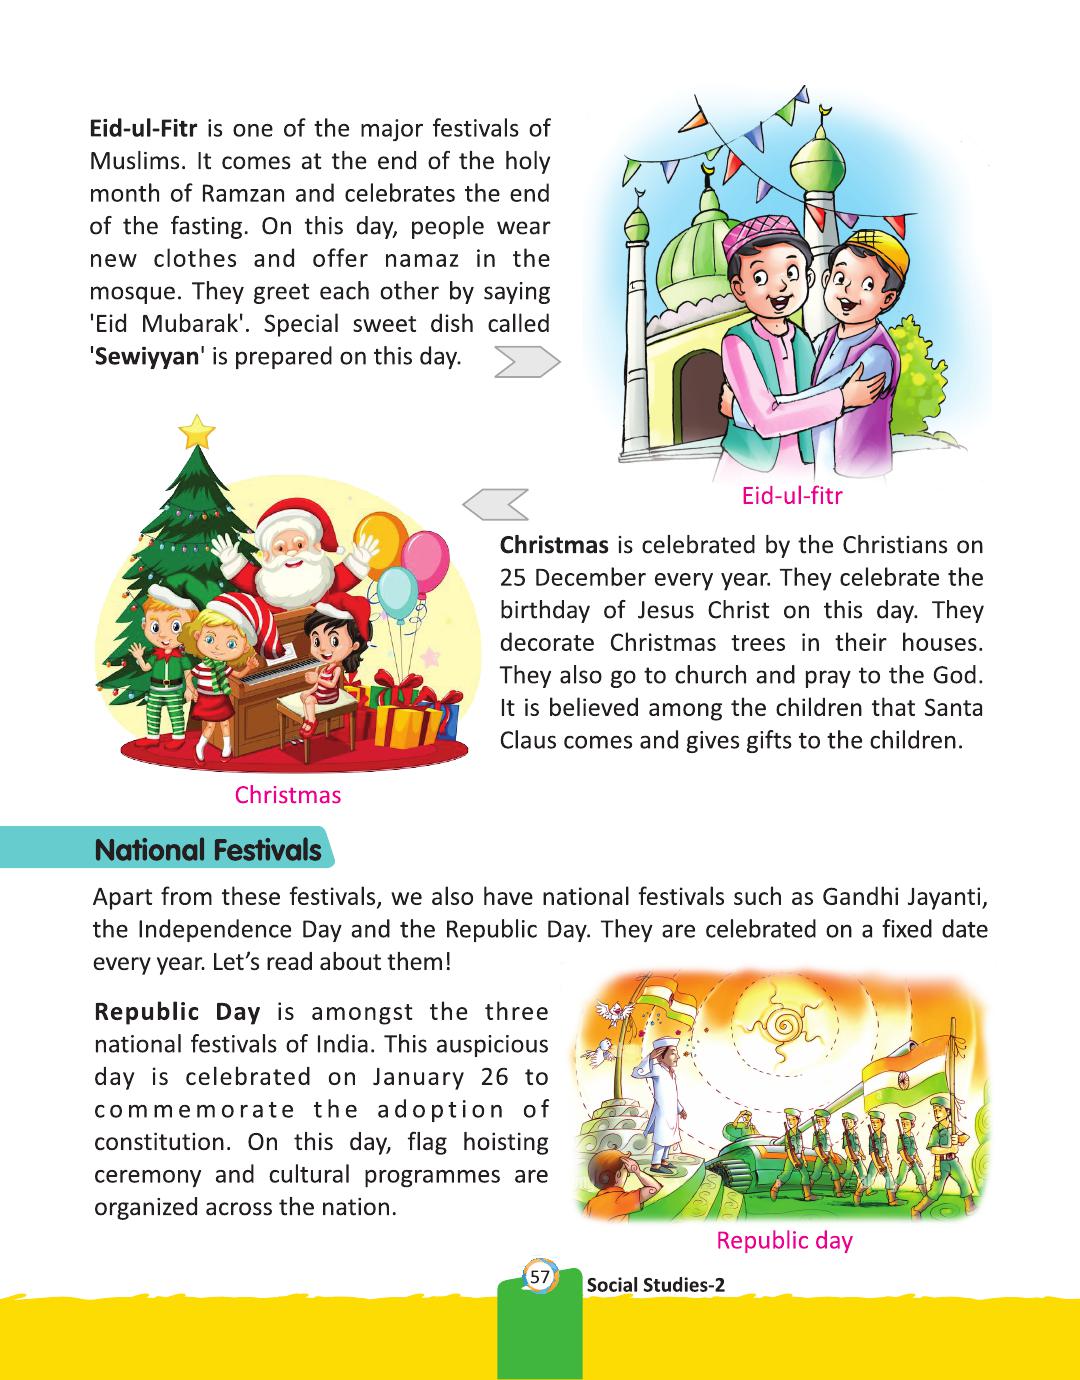 Eid-ul-Fitr is one of the major festivals of
Muslims. It comes at the end of the holy
month of Ramzan and celebrates the end
of the fasting. On this day, people wear
new clothes and offer namaz in the
mosque. They greet each other by saying
'Eid Mubarak'. Special sweet dish called
'Sewiyyan' is prepared on this day.
Eid-ul-fitr
Christmas is celebrated by the Christians on
25 December every year. They celebrate the
birthday of Jesus Christ on this day. They
decorate Christmas trees in their houses.
They also go to church and pray to the God.
It is believed among the children that Santa
Claus comes and gives gifts to the children.
Christmas
National Festivals
Apart from these festivals, we also have national festivals such as Gandhi Jayanti,
the Independence Day and the Republic Day. They are celebrated on a fixed date
every year. Let's read about them!
Republic Day is amongst the three
national festivals of India. This auspicious
day is celebrated on January 26 to
commemorate the adoption of
constitution. On this day, flag hoisting
ceremony and cultural programmes are
organized across the nation.
Republic day
57
Social Studies-2